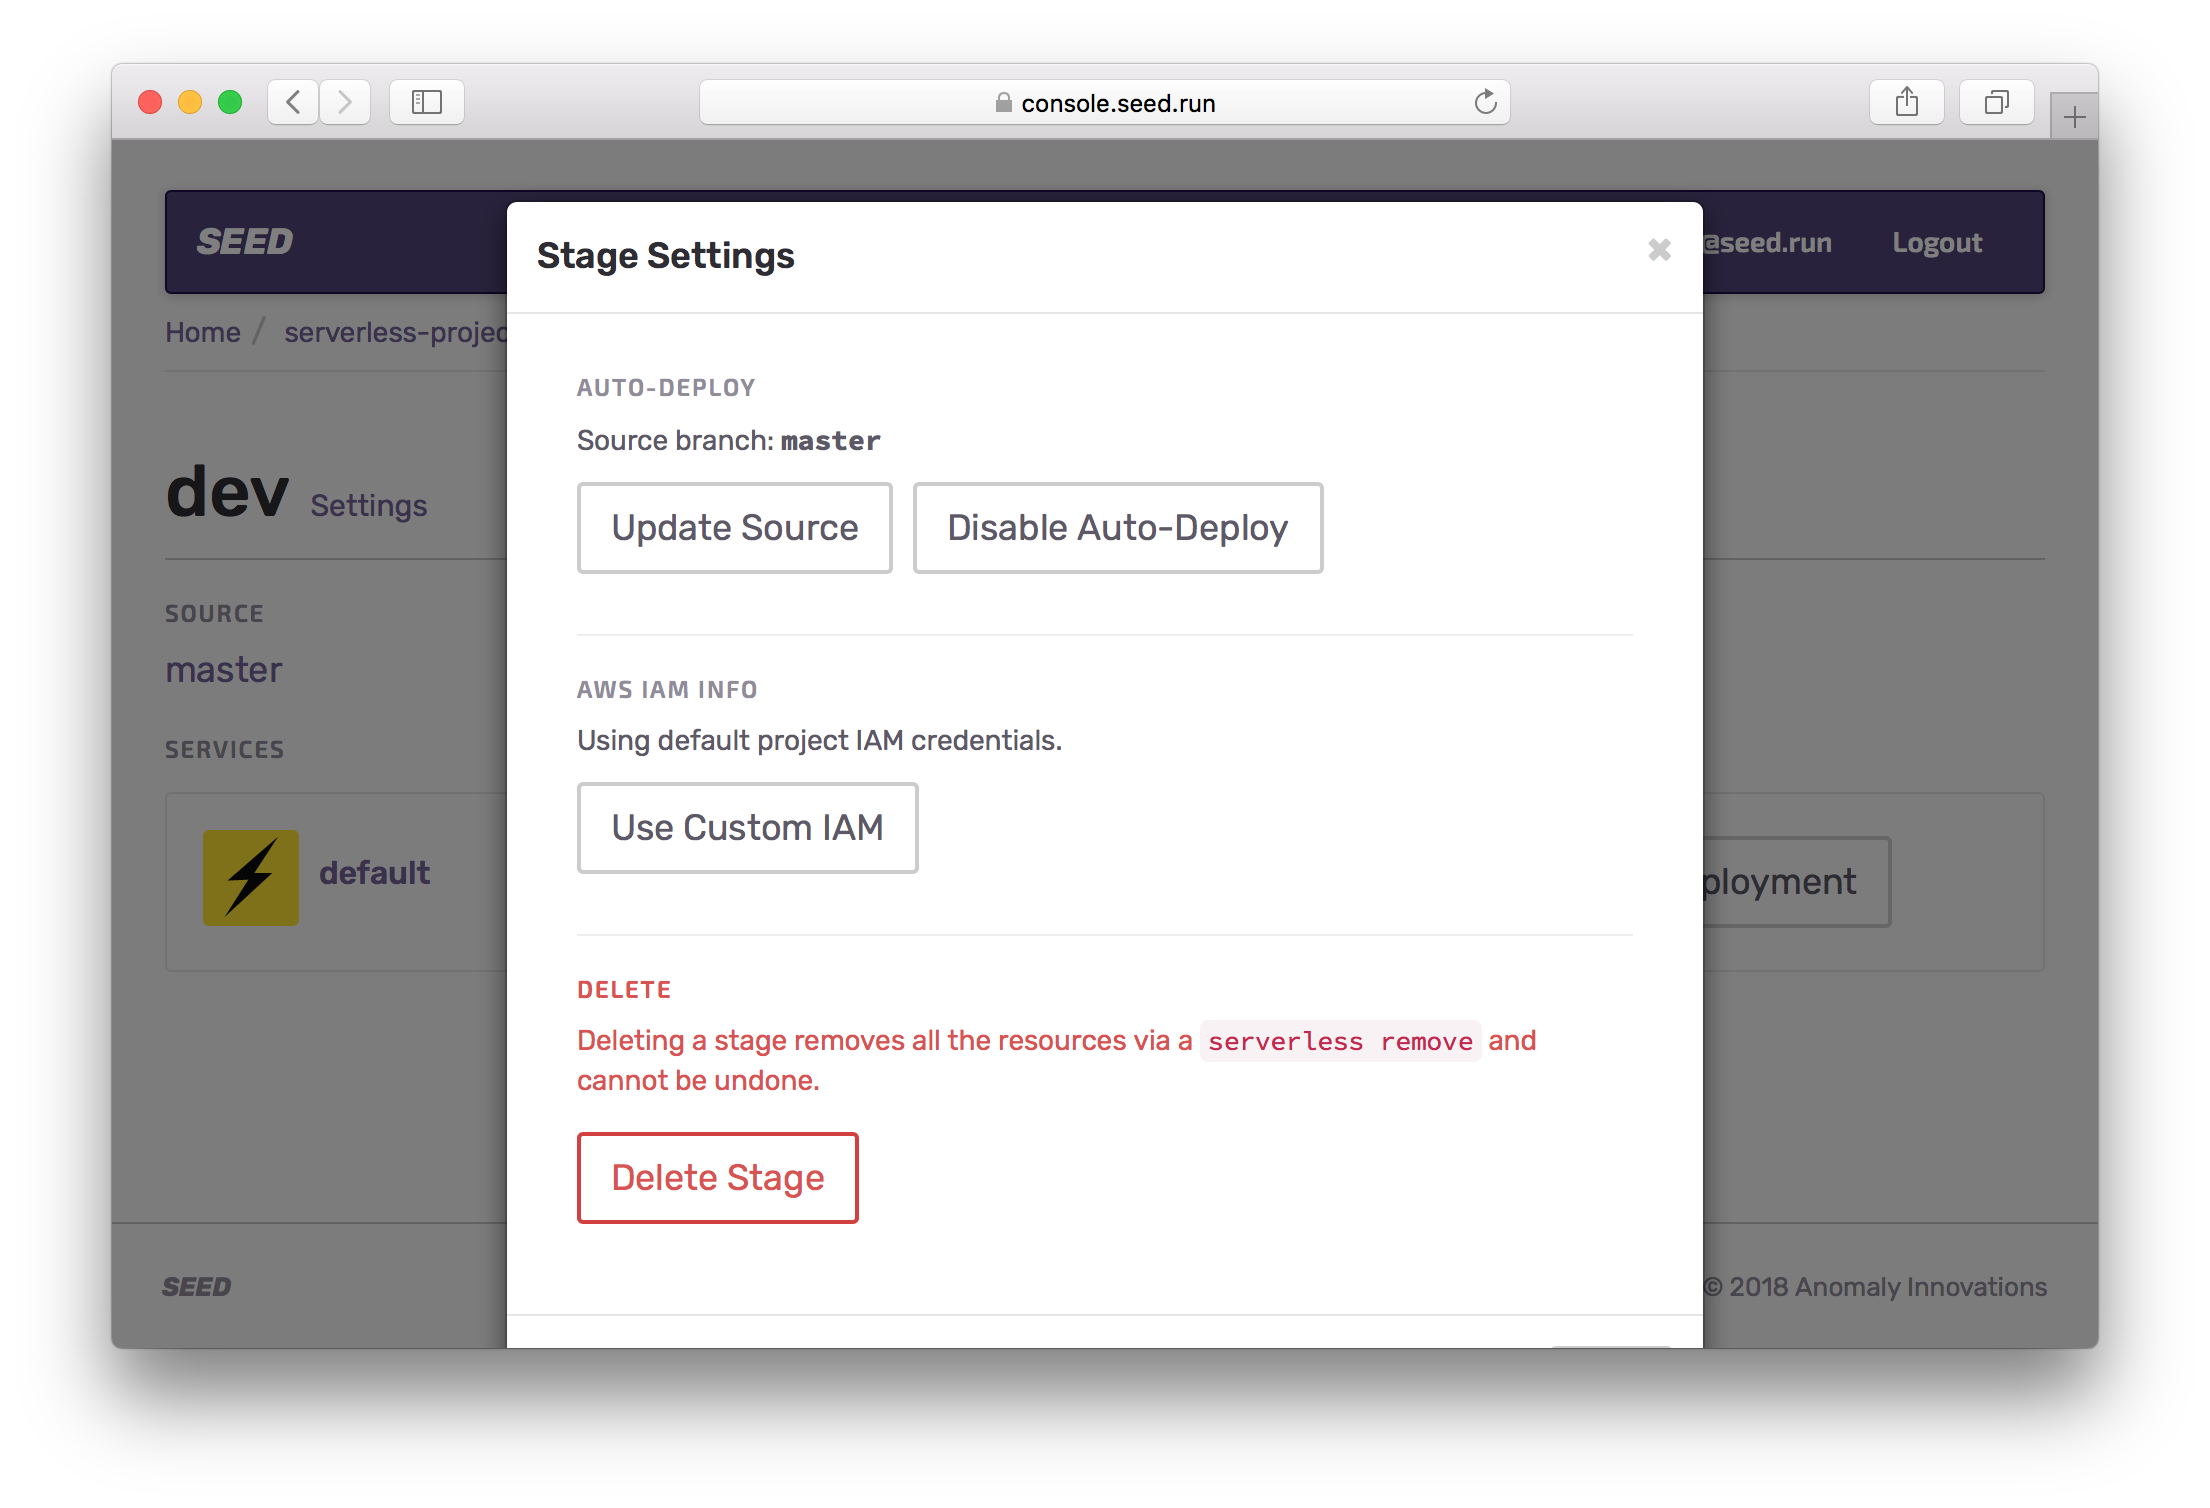 console.seed.run
SEED
@seed.run
Logout
Stage Settings
Home / serverless-projec
AUTO-DEPLOY
Source branch: master
Update Source
Disable Auto-Deploy
dev Settings
SOURCE
master
AWS IAM INFO
Using default project IAM credentials.
SERVICES
Use Custom IAM
default
ployment
DELETE
Deleting a stage removes all the resources via a serverless remove and
cannot be undone.
Delete Stage
SEED
© 2018 Anomaly Innovations